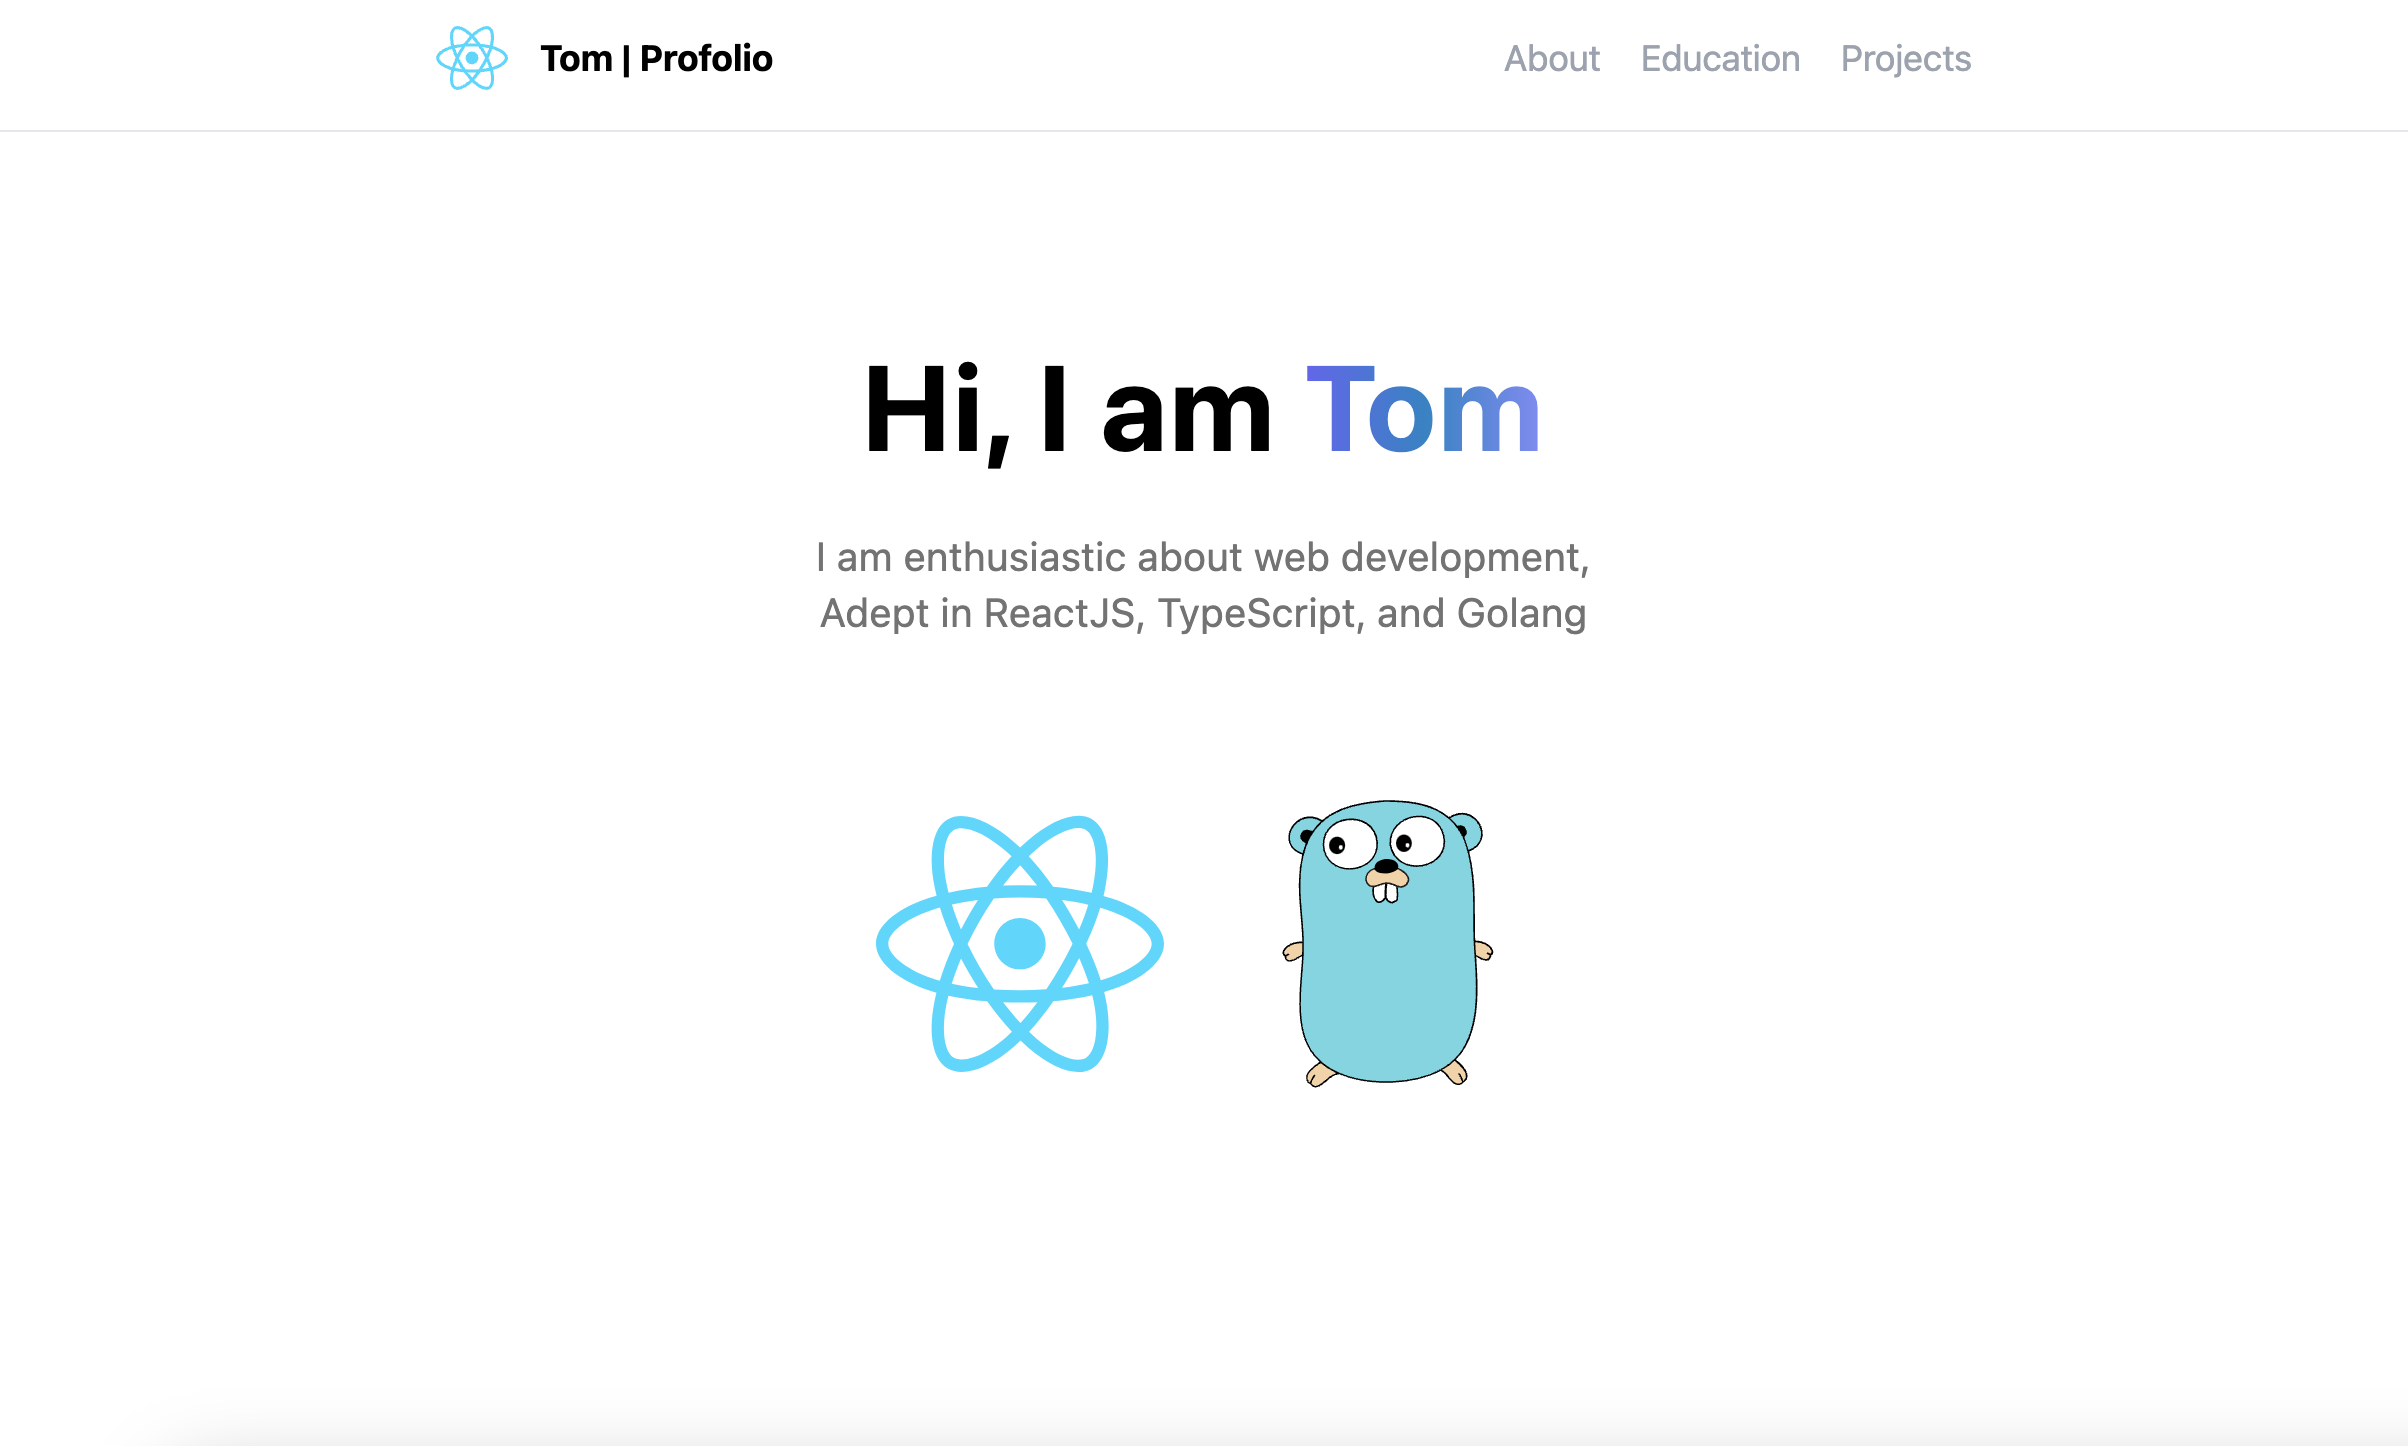 Tom | Profolio
About Education Projects
Hi, I am Tom
I am enthusiastic about web development,
Adept in ReactJS, TypeScript, and Golang